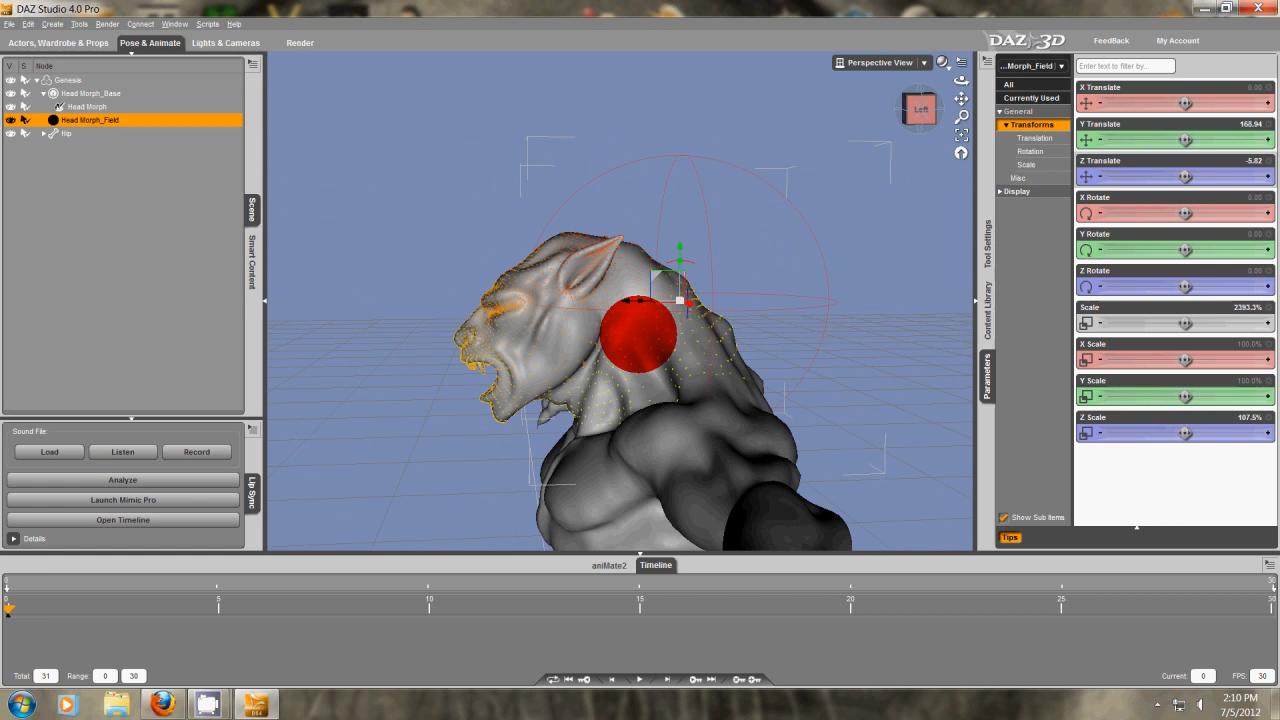 DAZ Studio 4.0 Pro
File Edit Create Tools Render Connect Window Scripts Help
Actors, Wardrobe & Props Pose & Animate Lights & Cameras Render
DAZ 3D FeedBack My Account
V S Node
Genesis
Head Morph_Base
Head Morph
Head Morph_Field
Hip
Scene
Smart Content
Sound File:
Load Listen Record
Analyze
Launch Mimic Pro
Open Timeline
Details
Lip Sync
Perspective View
Left
Tool Settings
Content Library
Parameters
...Morph_Field
All
Currently Used
General
Transforms
Translation
Rotation
Scale
Misc
Display
Show Sub Items
Tips
Enter text to filter by...
X Translate 0.00
Y Translate 168.94
Z Translate -5.82
X Rotate 0.00
Y Rotate 0.00
Z Rotate 0.00
Scale 2393.3%
X Scale 100.0%
Y Scale 100.0%
Z Scale 107.5%
aniMate2 Timeline
0 30
0 5 10 15 20 25 30
Total: 31 Range: 0 30 Current: 0 FPS: 30
DS4
2:10 PM
7/5/2012